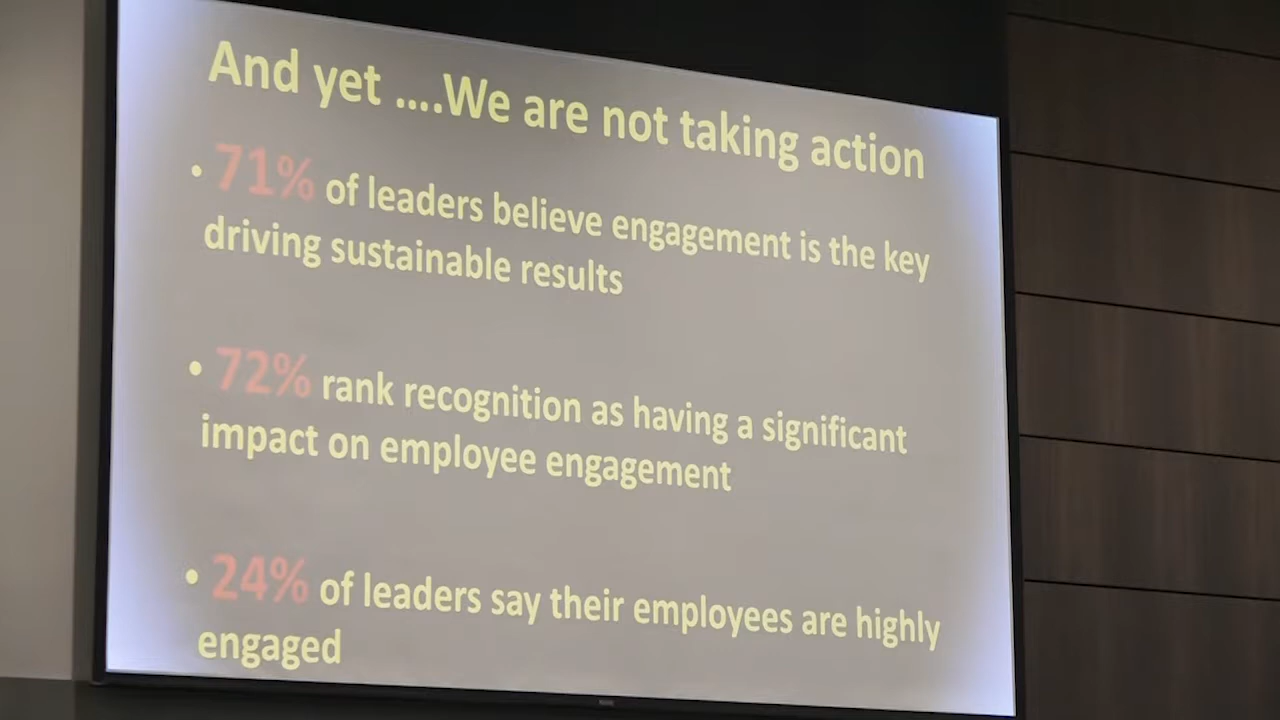 And yet ....We are not taking action
• 71% of leaders believe engagement is the key
driving sustainable results
• 72% rank recognition as having a significant
impact on employee engagement
• 24% of leaders say their employees are highly
engaged